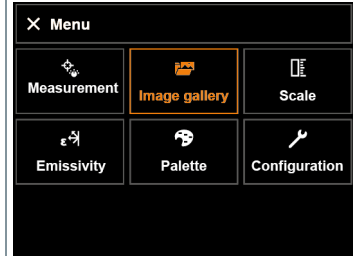 Menu
Measurement
Image gallery
Scale
ε
Emissivity
Palette
Configuration